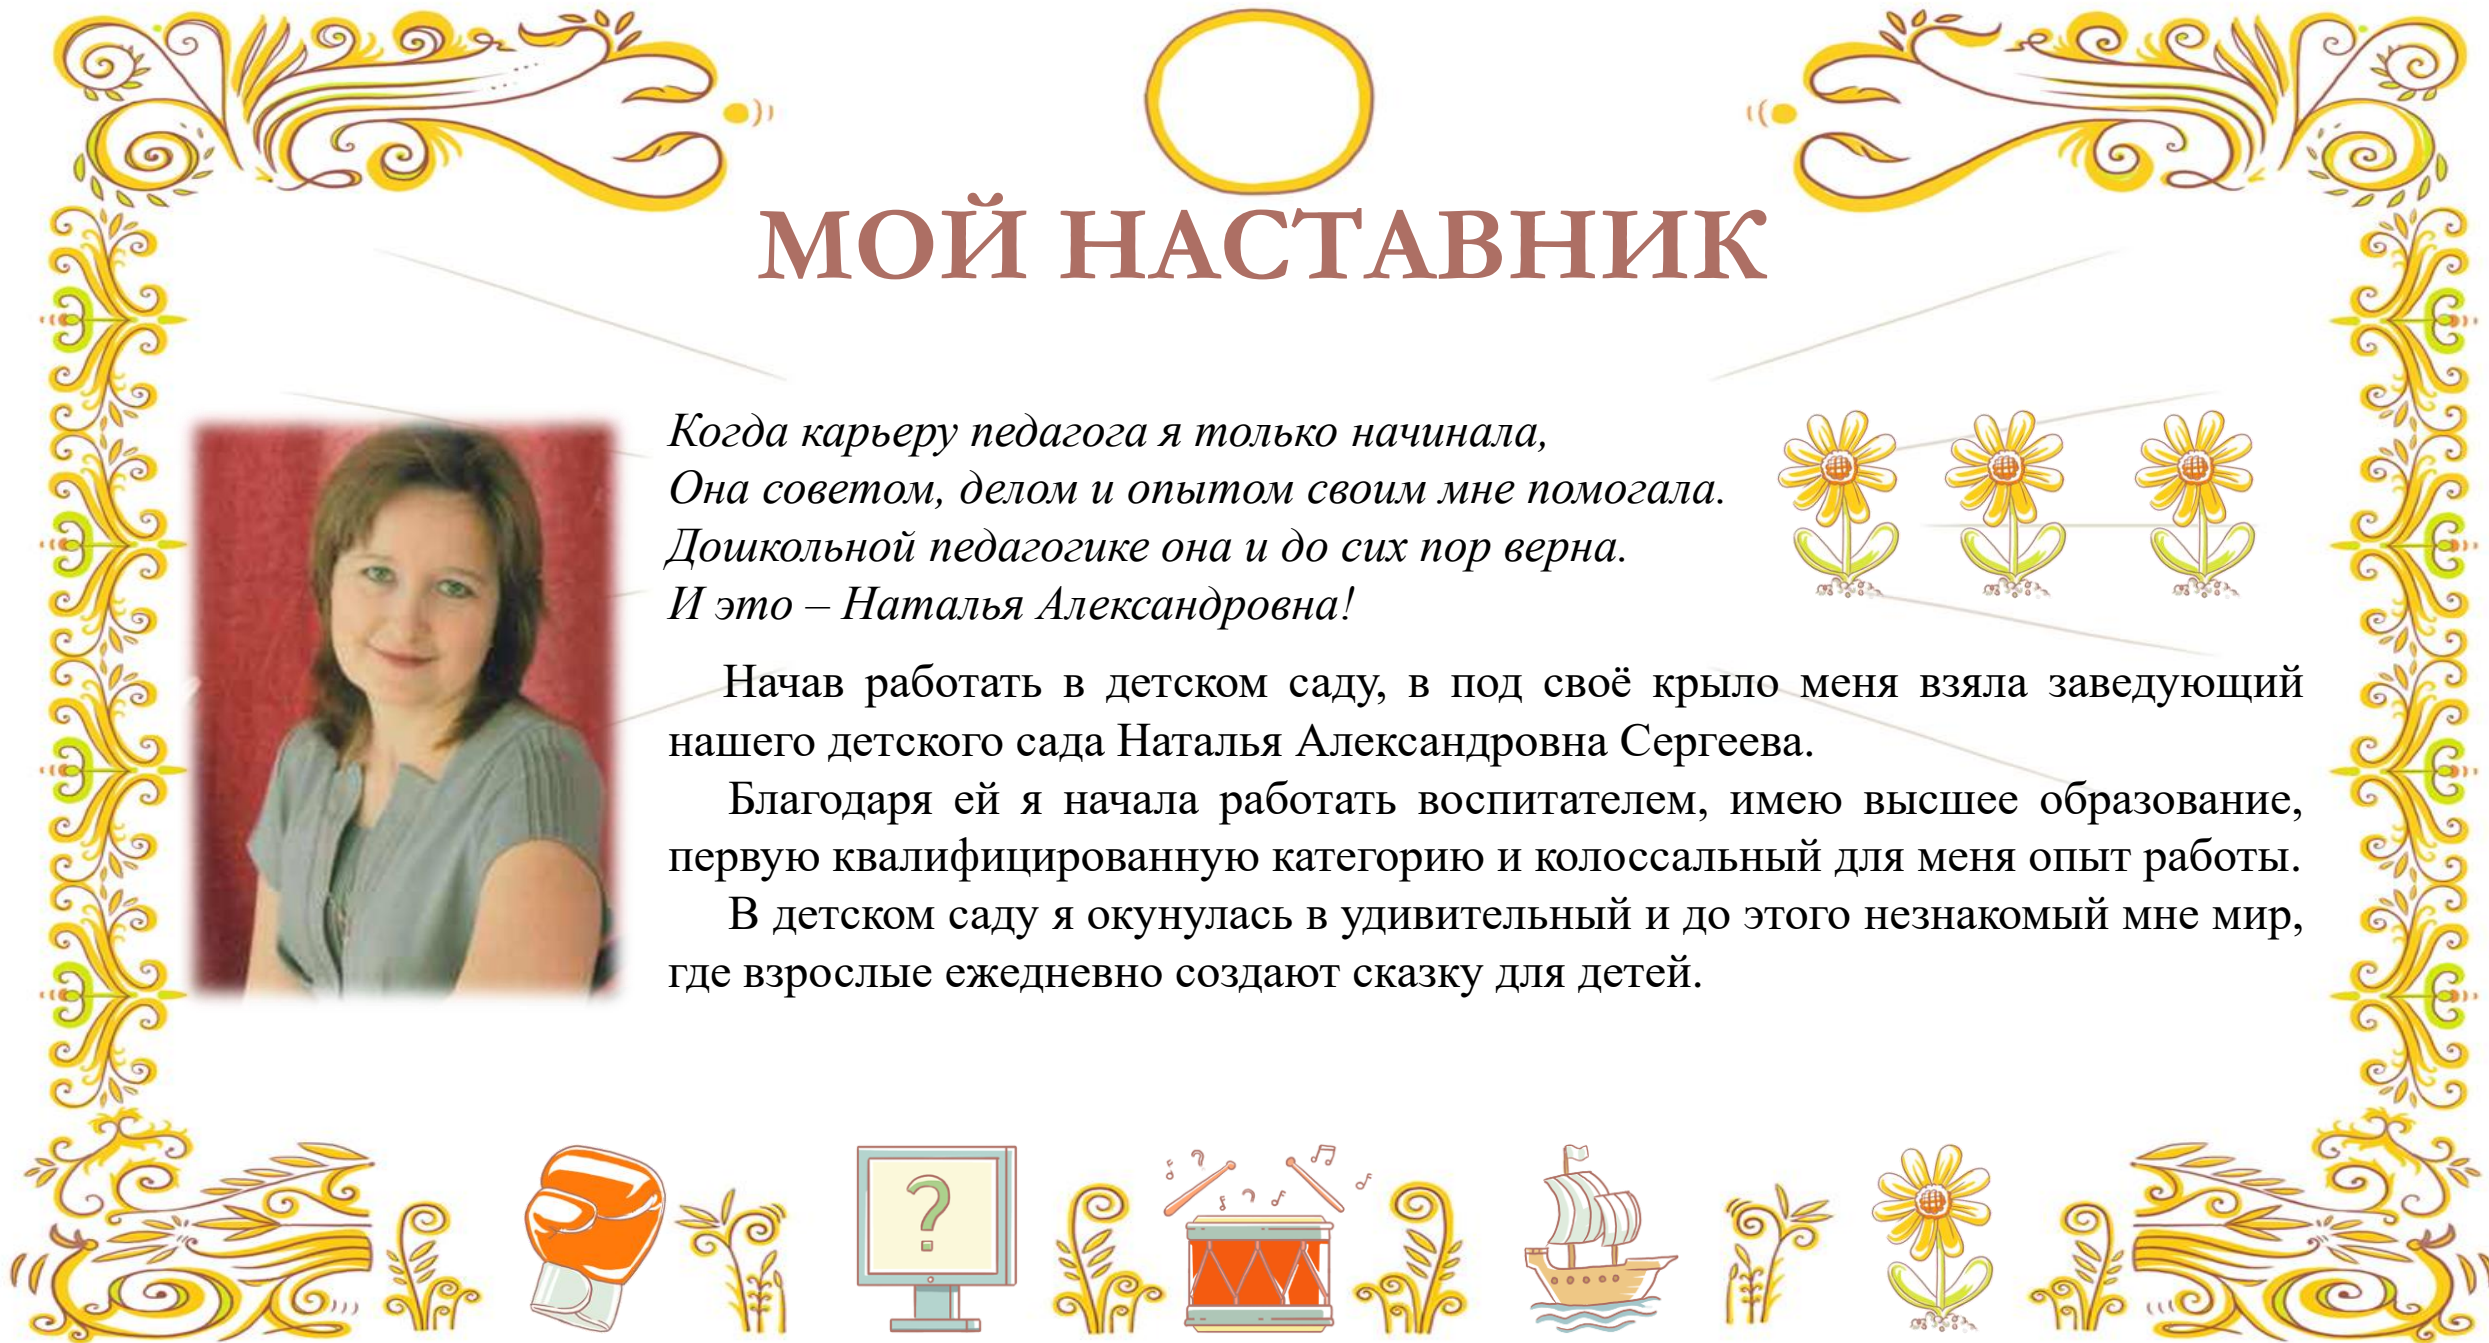 МОЙ НАСТАВНИК
Когда карьеру педагога я только начинала,
Она советом, делом и опытом своим мне помогала.
Дошкольной педагогике она и до сих пор верна.
И это – Наталья Александровна!
Начав работать в детском саду, в под своё крыло меня взяла заведующий
нашего детского сада Наталья Александровна Сергеева.
Благодаря ей я начала работать воспитателем, имею высшее образование,
первую квалифицированную категорию и колоссальный для меня опыт работы.
В детском саду я окунулась в удивительный и до этого незнакомый мне мир,
где взрослые ежедневно создают сказку для детей.
?